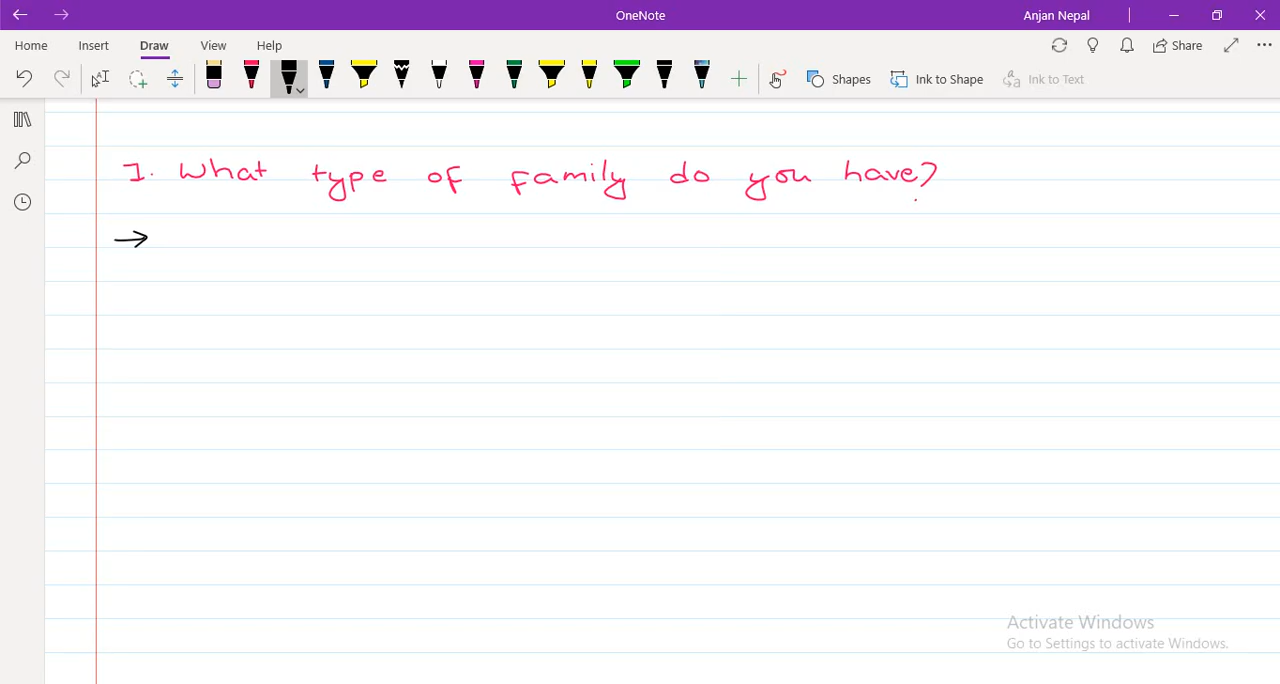 OneNote
Anjan Nepal
Home Insert Draw View Help
Share
Shapes Ink to Shape Ink to Text
1. What type of family do you have?
→
Activate Windows
Go to Settings to activate Windows.